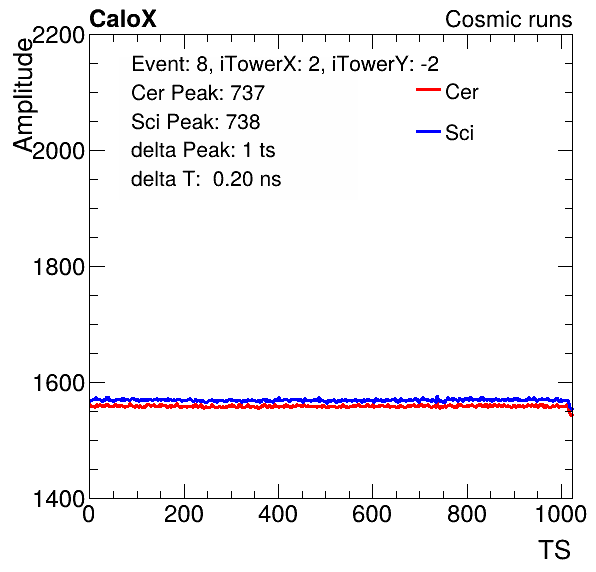 CaloX Cosmic runs
Amplitude
2200
2000
1800
1600
1400
Event: 8, iTowerX: 2, iTowerY: -2
Cer Peak: 737
Sci Peak: 738
delta Peak: 1 ts
delta T:  0.20 ns
Cer
Sci
0 200 400 600 800 1000
TS